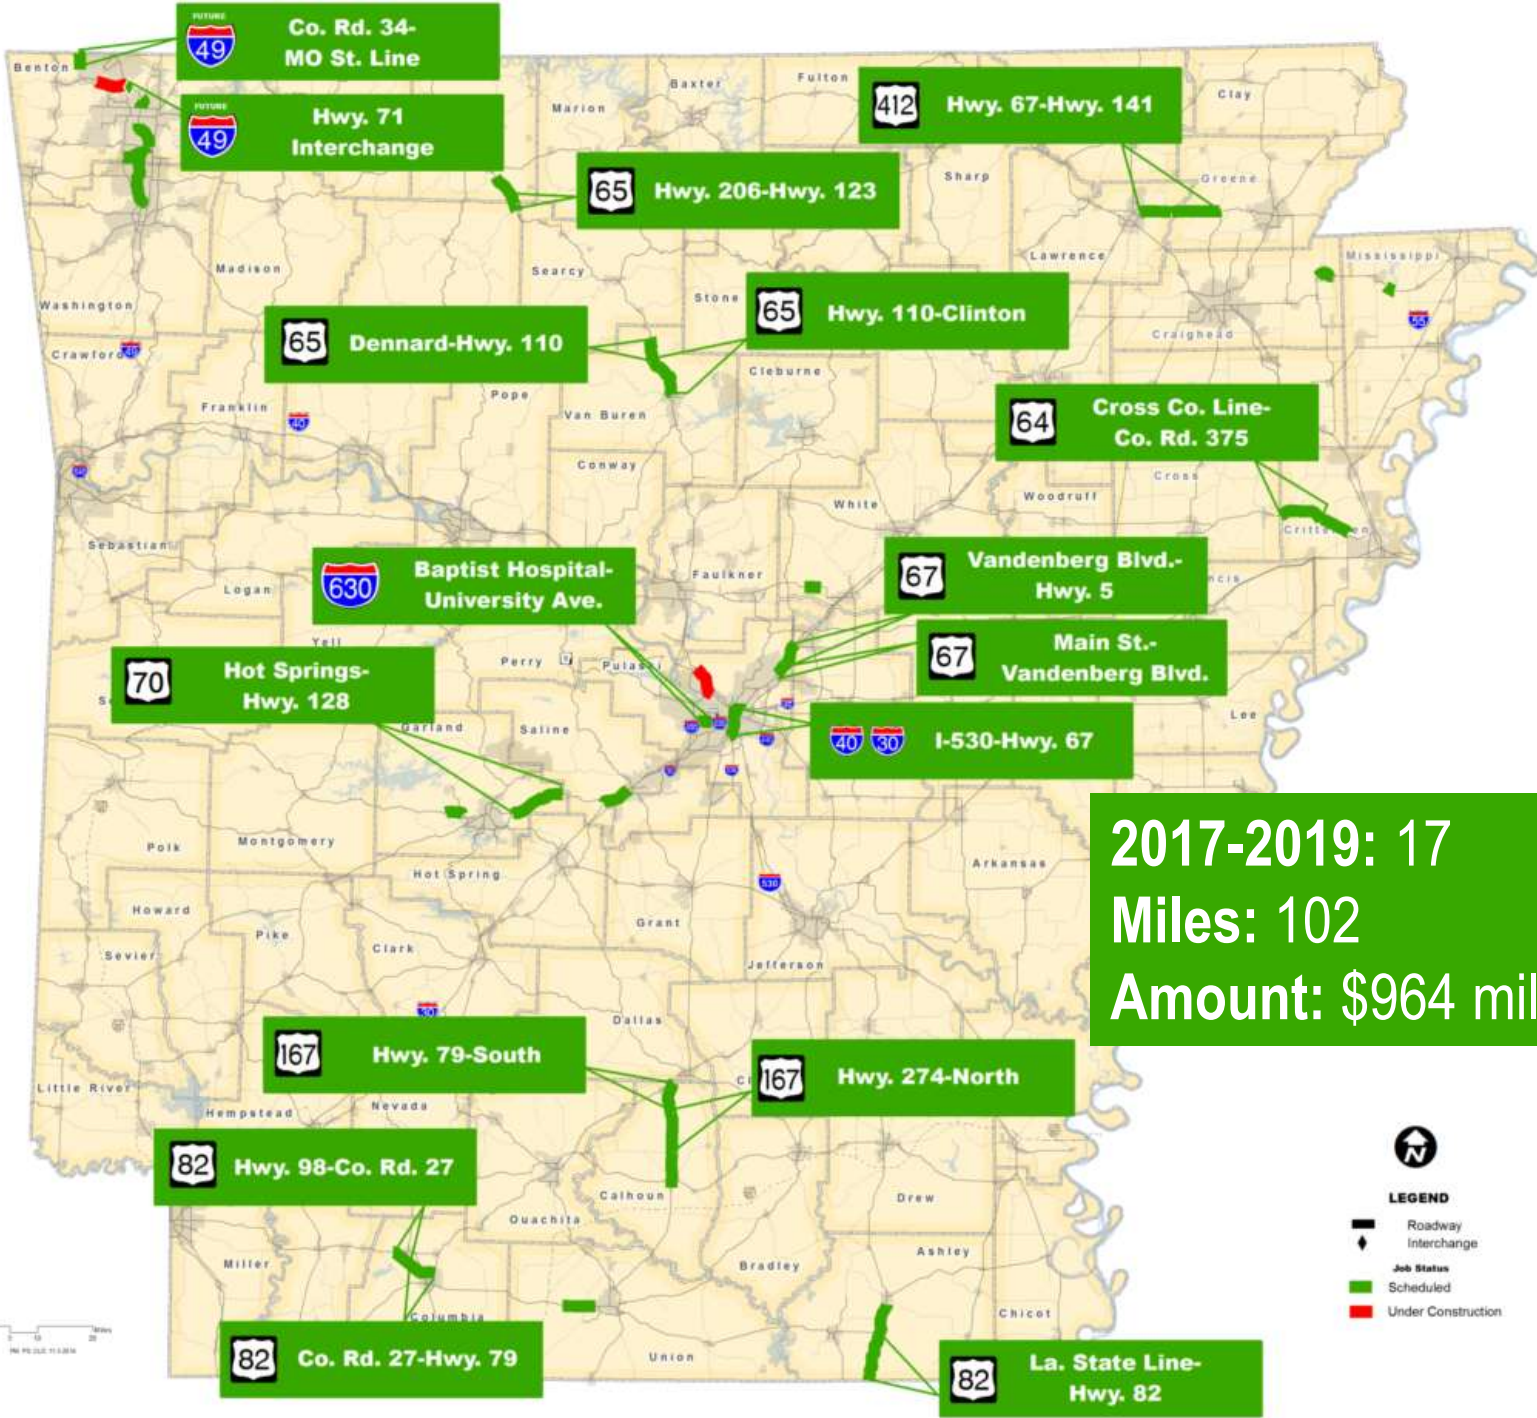 FUTURE
49
Co. Rd. 34-
MO St. Line
Benton
FUTURE
49
Hwy. 71
Interchange
Marion
Baxter
Fulton
412
Hwy. 67-Hwy. 141
Clay
65
Hwy. 206-Hwy. 123
Sharp
Greene
Madison
Searcy
Lawrence
Mississippi
Washington
Stone
65
Hwy. 110-Clinton
65
Dennard-Hwy. 110
Craighead
55
Crawford
49
Cleburne
Franklin
40
Pope
Van Buren
64
Cross Co. Line-
Co. Rd. 375
Conway
White
Woodruff
Cross
Sebastian
Logan
630
Baptist Hospital-
University Ave.
Faulkner
67
Vandenberg Blvd.-
Hwy. 5
Yell
Perry
Pulaski
67
Main St.-
Vandenberg Blvd.
70
Hot Springs-
Hwy. 128
Garland
Saline
40
30
I-530-Hwy. 67
Lee
Polk
Montgomery
Hot Spring
530
Arkansas
2017-2019: 17
Miles: 102
Amount: $964 mil
Howard
Pike
Clark
Grant
Sevier
Jefferson
30
Dallas
167
Hwy. 79-South
167
Hwy. 274-North
Little River
Hempstead
Nevada
82
Hwy. 98-Co. Rd. 27
Calhoun
Ouachita
Drew
Miller
Bradley
Ashley
Columbia
Chicot
Union
82
Co. Rd. 27-Hwy. 79
82
La. State Line-
Hwy. 82
N
LEGEND
Roadway
Interchange
Job Status
Scheduled
Under Construction